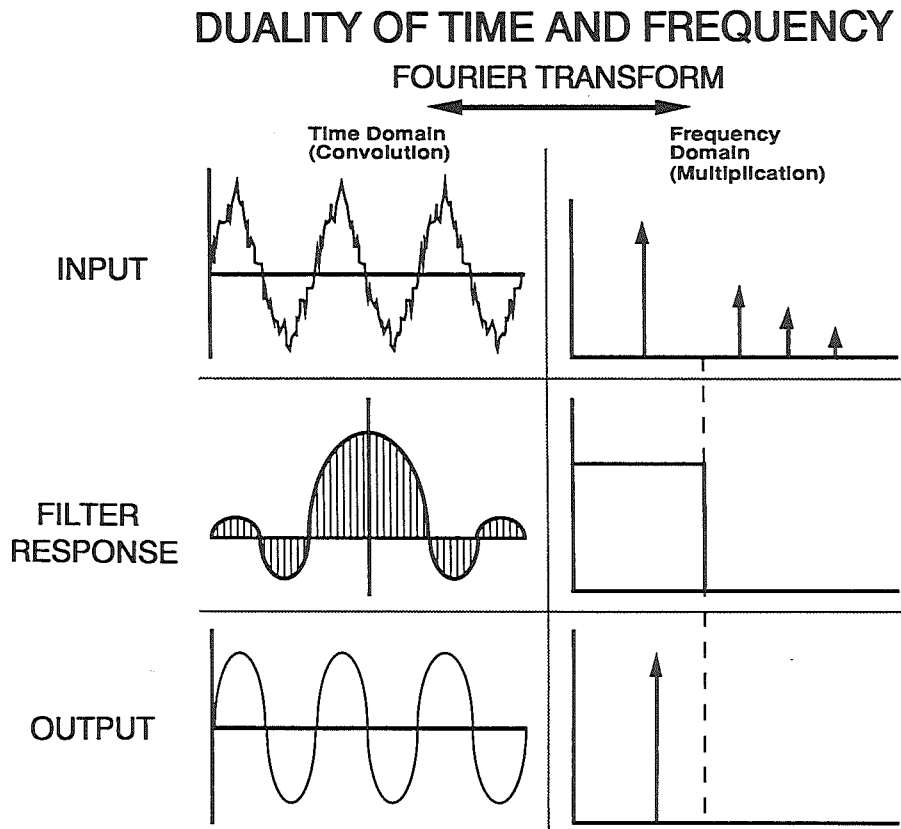 DUALITY OF TIME AND FREQUENCY
FOURIER TRANSFORM
Time Domain
(Convolution)
Frequency
Domain
(Multiplication)
INPUT
FILTER
RESPONSE
OUTPUT